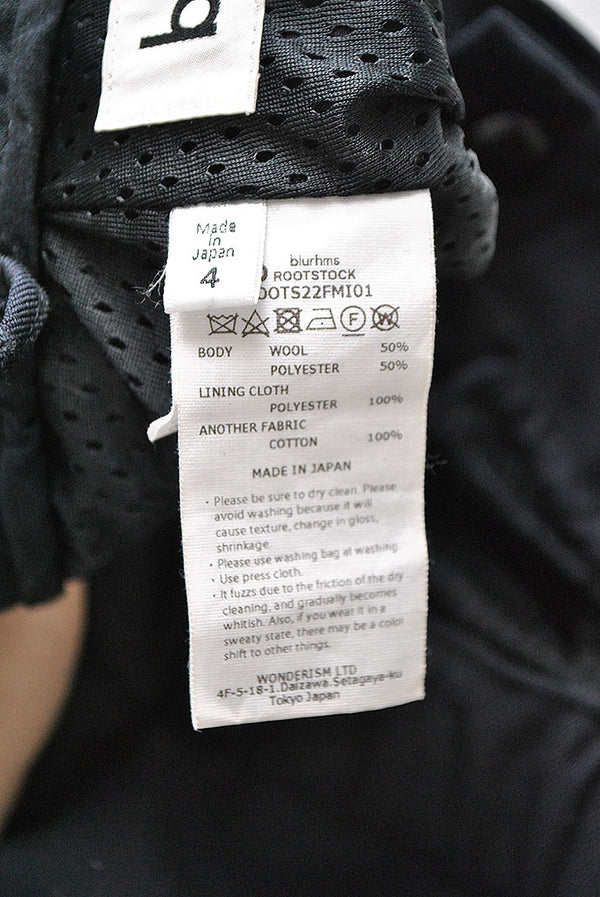 b
Made
in
Japan
4
blurhms
ROOTSTOCK
OOTS22FMI01
F W
BODY WOOL 50%
POLYESTER 50%
LINING CLOTH
POLYESTER 100%
ANOTHER FABRIC
COTTON 100%
MADE IN JAPAN
・Please be sure to dry clean. Please
avoid washing because it will
cause texture, change in gloss,
shrinkage.
・Please use washing bag at washing.
・Use press cloth.
・It fuzzs due to the friction of the dry
cleaning, and gradually becomes
whitish. Also, if you wear it in a
sweaty state, there may be a color
shift to other things.
WONDERISM LTD
4F-5-18-1.Daizawa.Setagaya-ku
Tokyo Japan